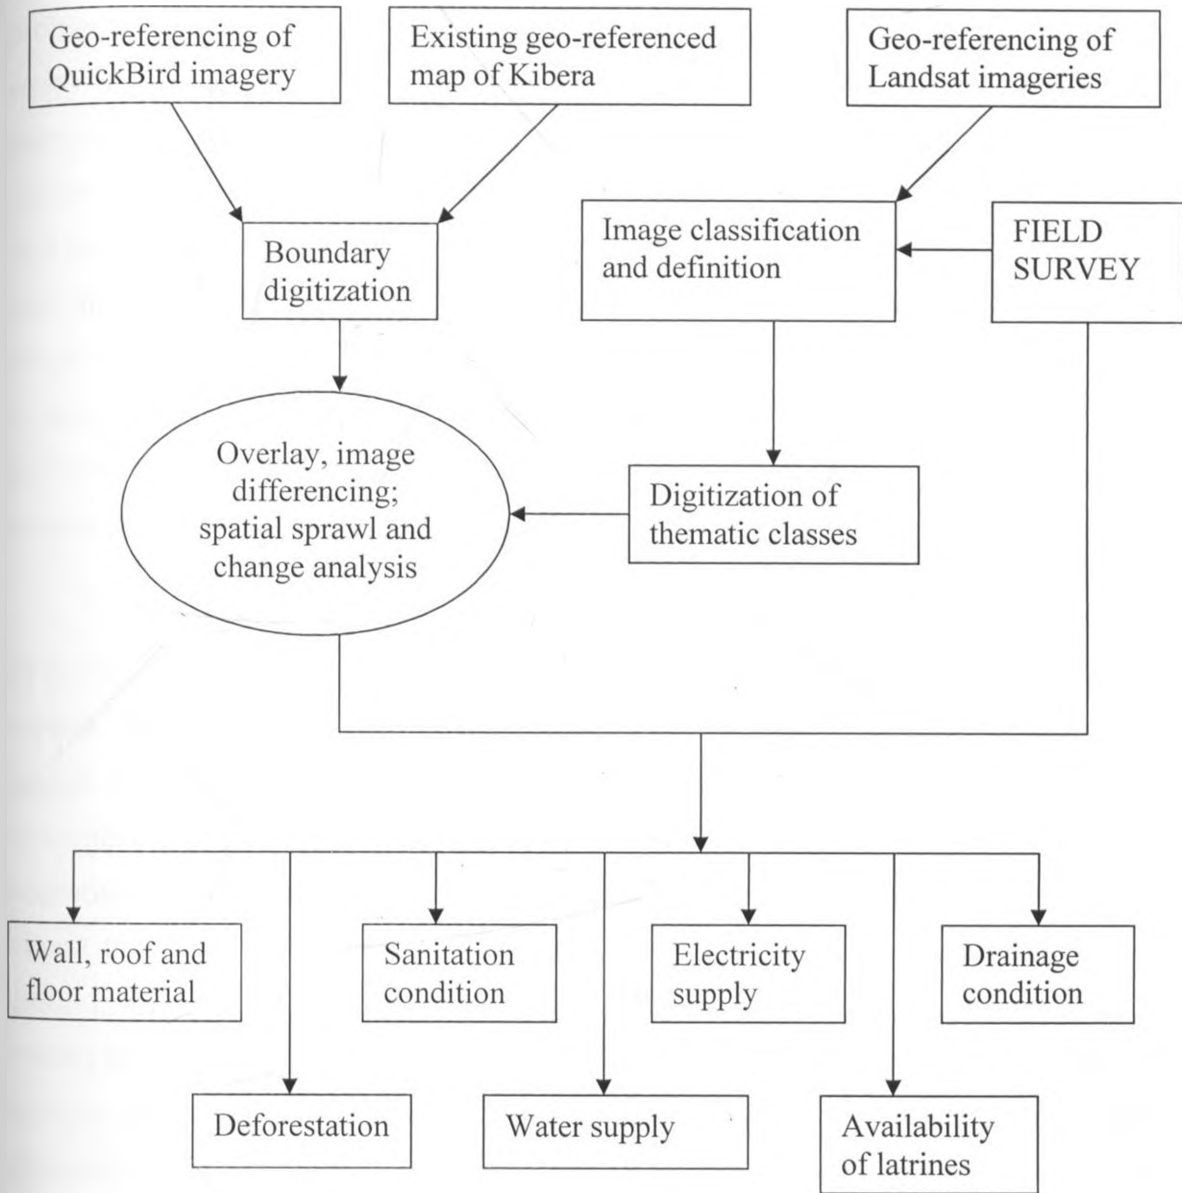 Geo-referencing of
QuickBird imagery
Existing geo-referenced
map of Kibera
Geo-referencing of
Landsat imageries
Boundary
digitization
Image classification
and definition
FIELD
SURVEY
Overlay, image
differencing;
spatial sprawl and
change analysis
Digitization of
thematic classes
Wall, roof and
floor material
Sanitation
condition
Electricity
supply
Drainage
condition
Deforestation
Water supply
Availability
of latrines